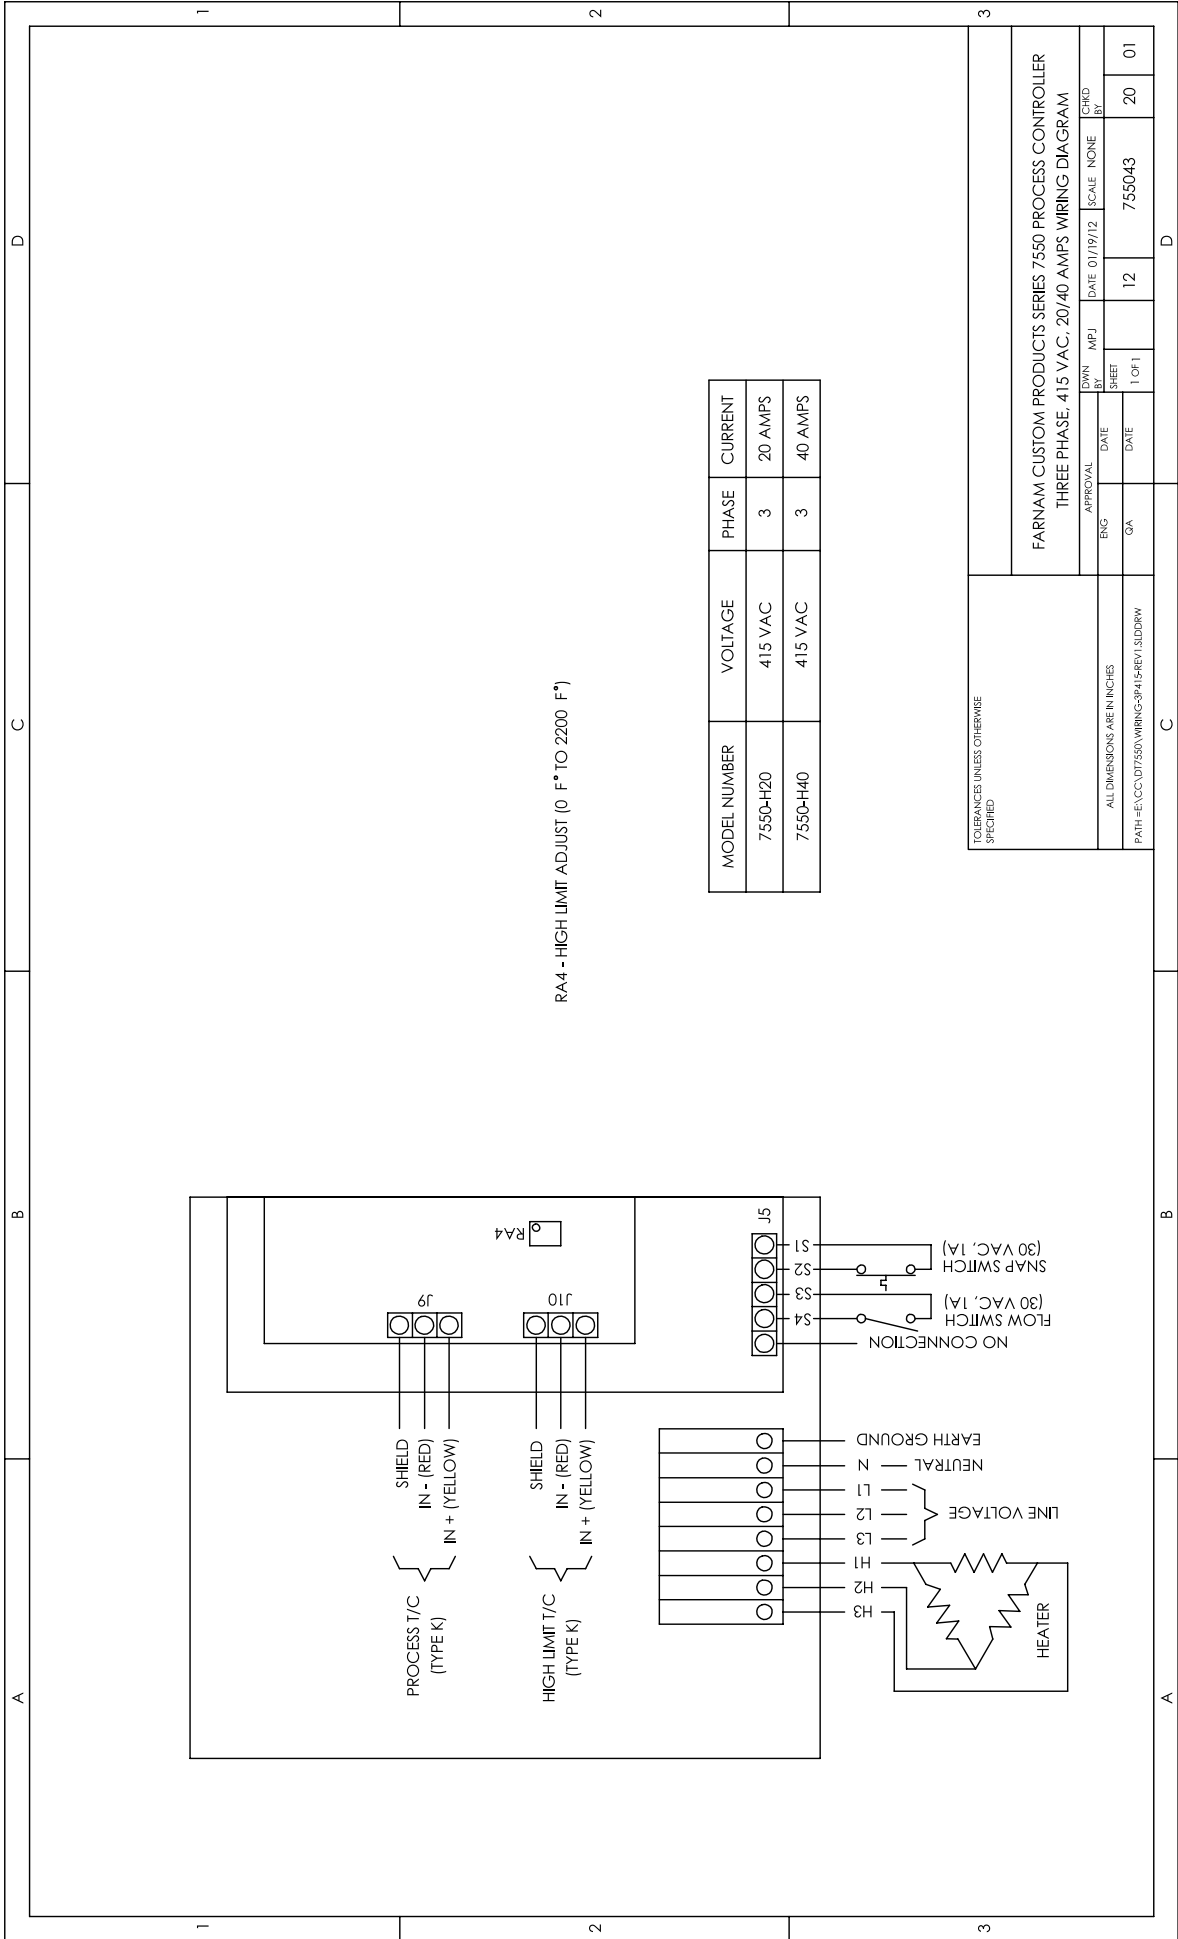 A
B
C
D
1
2
3
PROCESS T/C
(TYPE K)
SHIELD
IN - (RED)
IN + (YELLOW)
J9
HIGH LIMIT T/C
(TYPE K)
SHIELD
IN - (RED)
IN + (YELLOW)
J10
RA4
RA4 - HIGH LIMIT ADJUST (0 F° TO 2200 F°)
J5
S1
S2
S3
S4
SNAP SWITCH
(30 VAC, 1A)
FLOW SWITCH
(30 VAC, 1A)
NO CONNECTION
EARTH GROUND
N NEUTRAL
L1
L2
L3
LINE VOLTAGE
H1
H2
H3
HEATER
MODEL NUMBER VOLTAGE PHASE CURRENT
7550-H20 415 VAC 3 20 AMPS
7550-H40 415 VAC 3 40 AMPS
TOLERANCES UNLESS OTHERWISE
SPECIFIED
ALL DIMENSIONS ARE IN INCHES
PATH =E:\CC\DT7550\WIRING-3P415-REV1.SLDDRW
FARNAM CUSTOM PRODUCTS SERIES 7550 PROCESS CONTROLLER
THREE PHASE, 415 VAC, 20/40 AMPS WIRING DIAGRAM
APPROVAL
ENG DATE
QA DATE
DWN BY MPJ
DATE 01/19/12
SCALE NONE
CHKD BY
SHEET
1 OF 1
12
755043
20
01
1
2
3
A
B
C
D